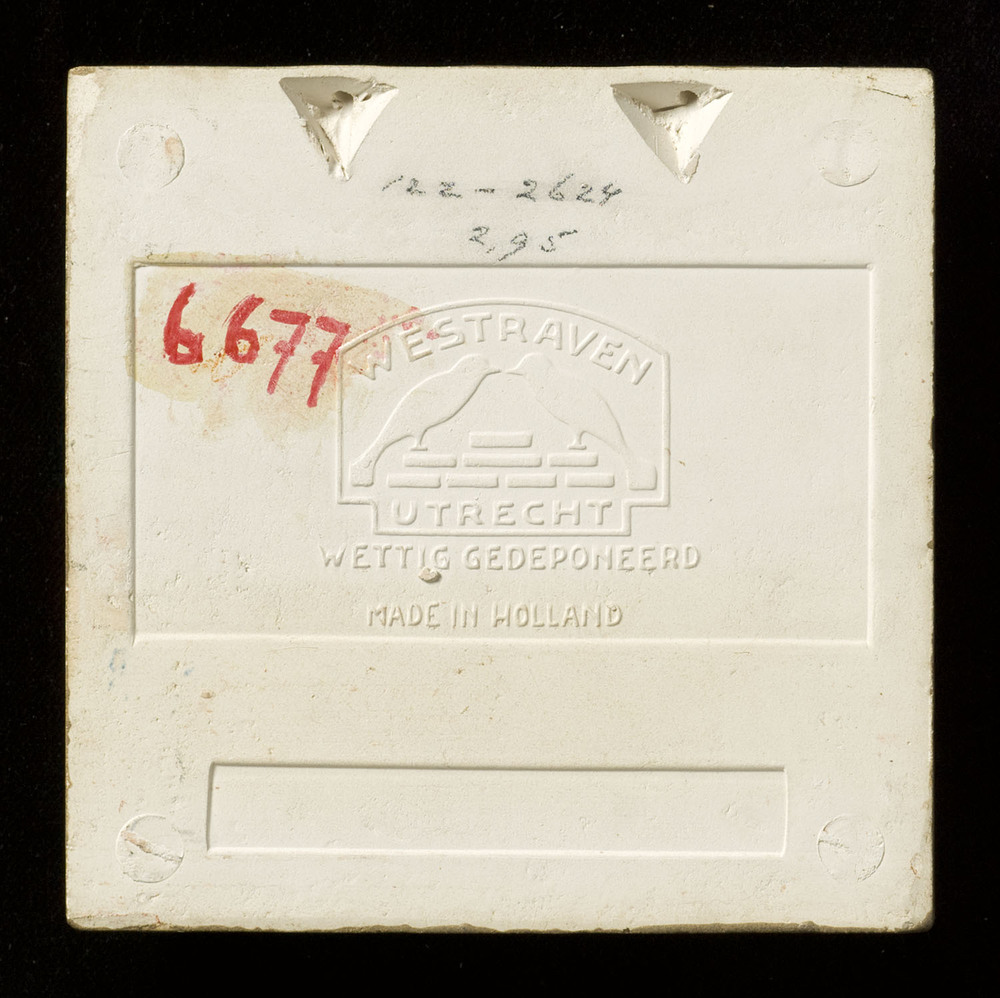 122-2624
2,95
6677
WESTRAVEN
UTRECHT
WETTIG GEDEPONEERD
MADE IN HOLLAND